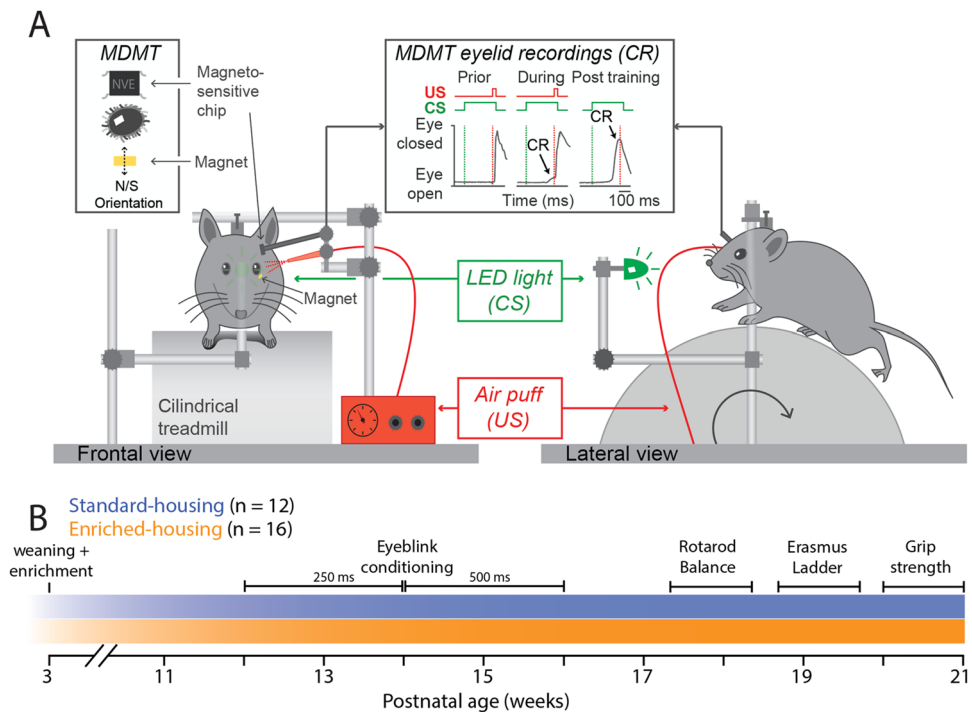 A
MDMT
NVE
Magneto-
sensitive
chip
Magnet
N/S
Orientation
MDMT eyelid recordings (CR)
Prior
During
Post training
US
CS
Eye
closed
CR
CR
Eye
open
Time (ms)
100 ms
Magnet
LED light
(CS)
Cilindrical
treadmill
Air puff
(US)
Frontal view
Lateral view
B
Standard-housing (n = 12)
Enriched-housing (n = 16)
weaning +
enrichment
Eyeblink
conditioning
250 ms
500 ms
Rotarod
Balance
Erasmus
Ladder
Grip
strength
3
11
13
15
17
19
21
Postnatal age (weeks)